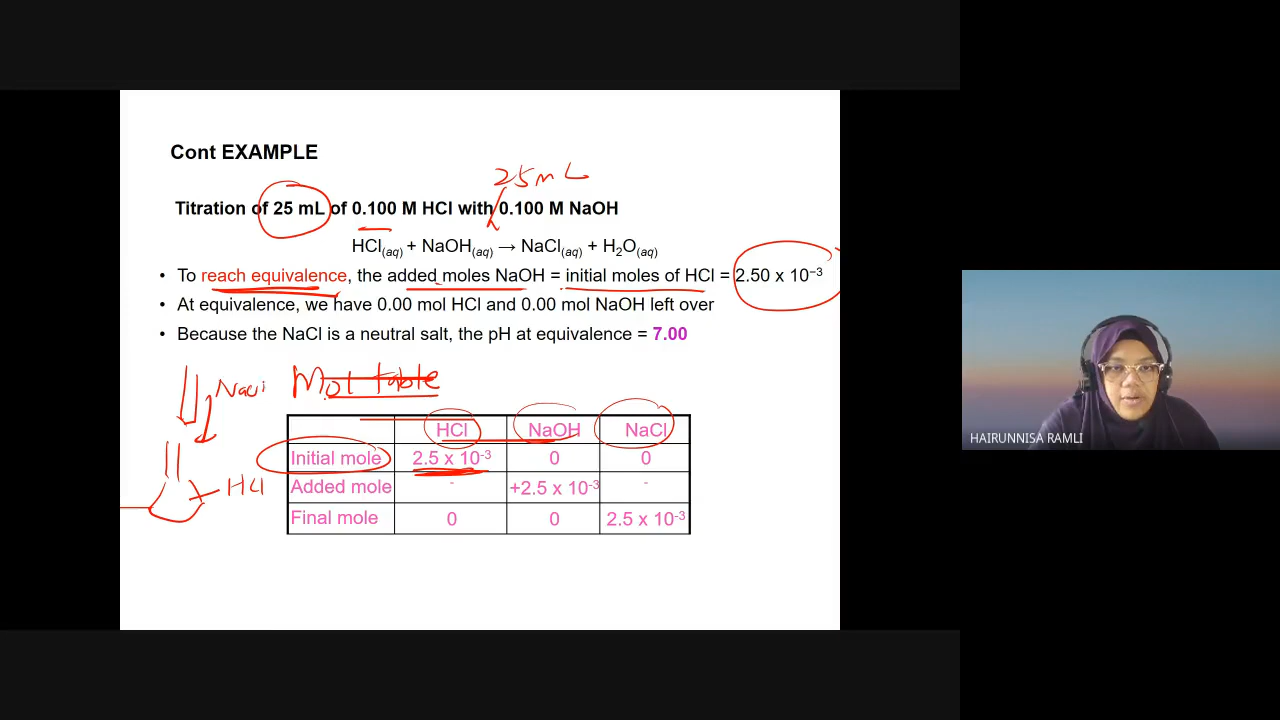 Cont EXAMPLE
25 mL
Titration of 25 mL of 0.100 M HCl with 0.100 M NaOH
HCl(aq) + NaOH(aq) → NaCl(aq) + H2O(aq)
• To reach equivalence, the added moles NaOH = initial moles of HCl = 2.50 x 10⁻³
• At equivalence, we have 0.00 mol HCl and 0.00 mol NaOH left over
• Because the NaCl is a neutral salt, the pH at equivalence = 7.00
Mol table
HCl NaOH NaCl
Initial mole 2.5 x 10⁻³ 0 0
Added mole - +2.5 x 10⁻³ -
Final mole 0 0 2.5 x 10⁻³
HCl
HAIRUNNISA RAMLI